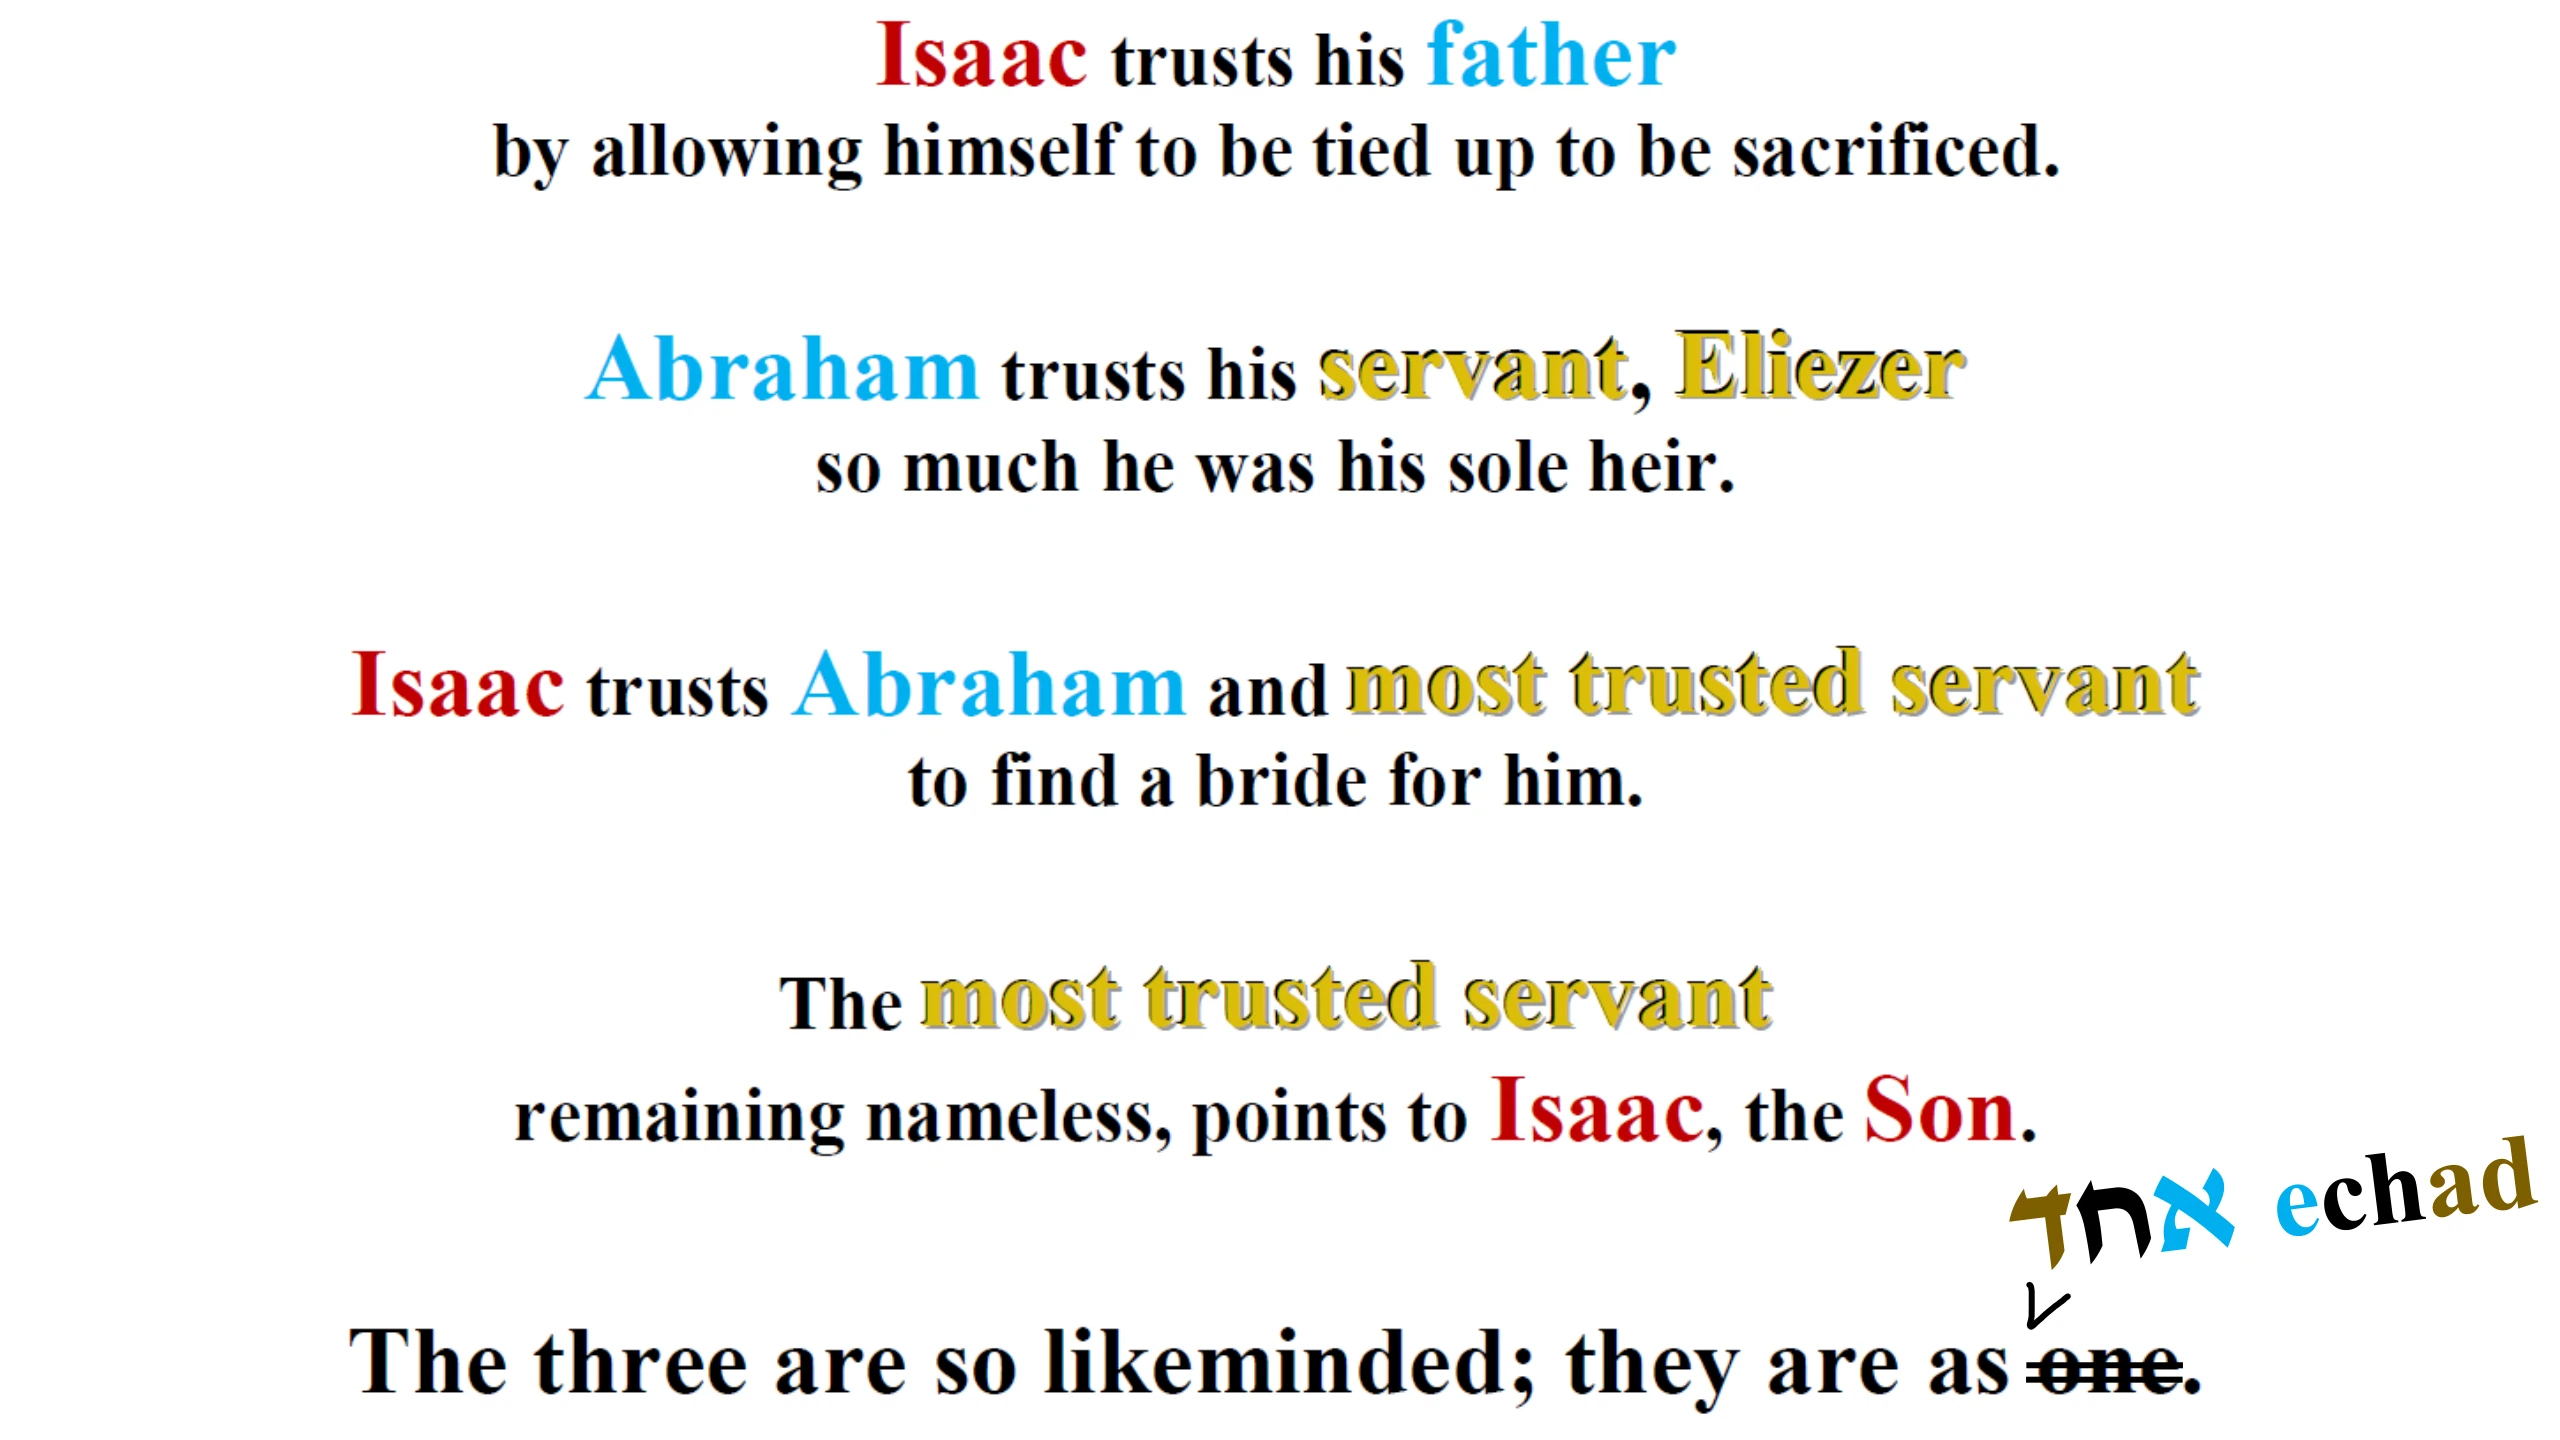 Isaac trusts his father
by allowing himself to be tied up to be sacrificed.
Abraham trusts his servant, Eliezer
so much he was his sole heir.
Isaac trusts Abraham and most trusted servant
to find a bride for him.
The most trusted servant
remaining nameless, points to Isaac, the Son.
אחד echad
The three are so likeminded; they are as one.